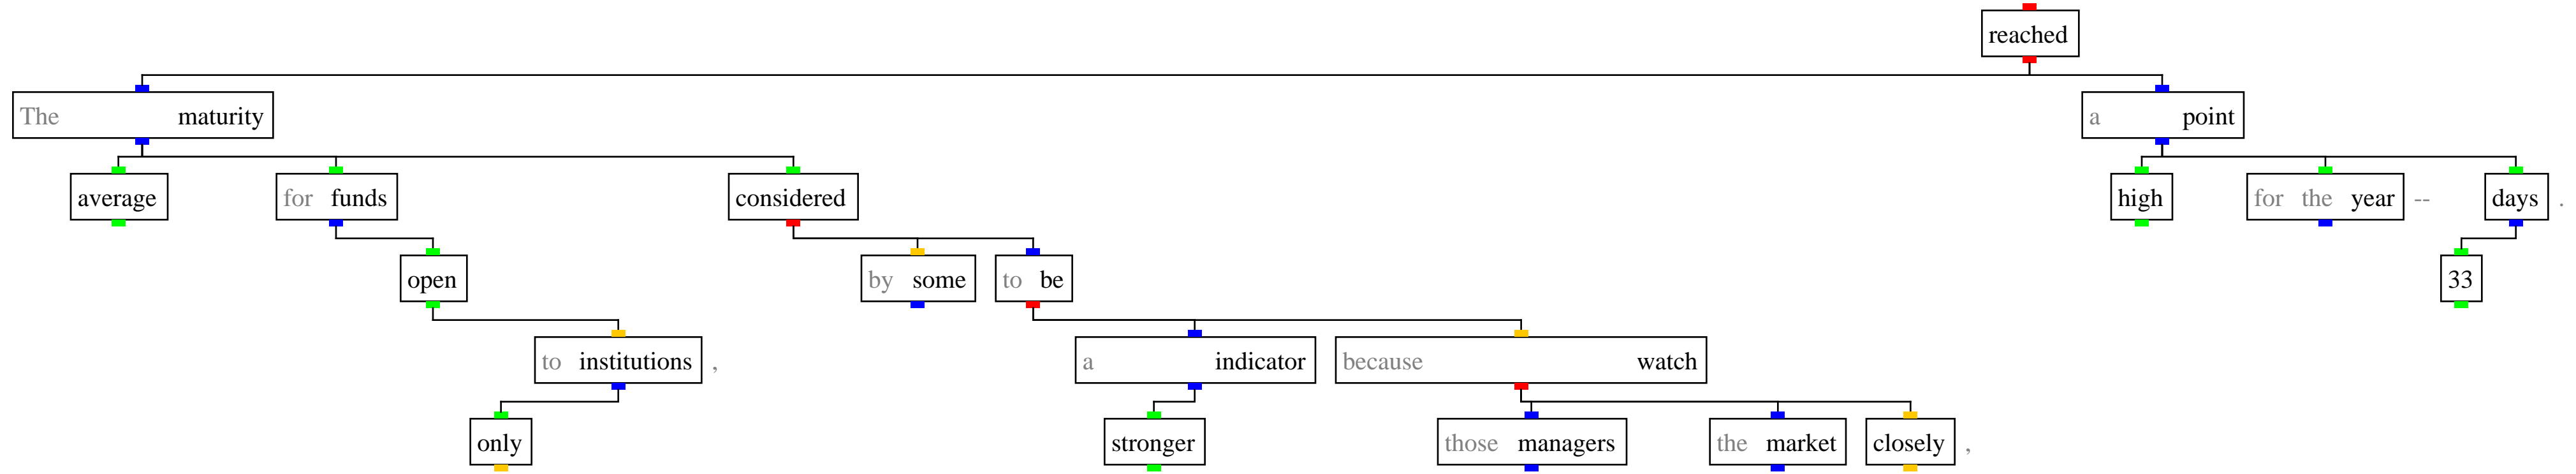 reached
The maturity a point
average for funds considered high for the year -- days .
open by some to be 33
to institutions , a indicator because watch
only stronger those managers the market closely ,